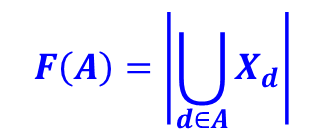 F(A) = |⋃_{d∈A} X_d|